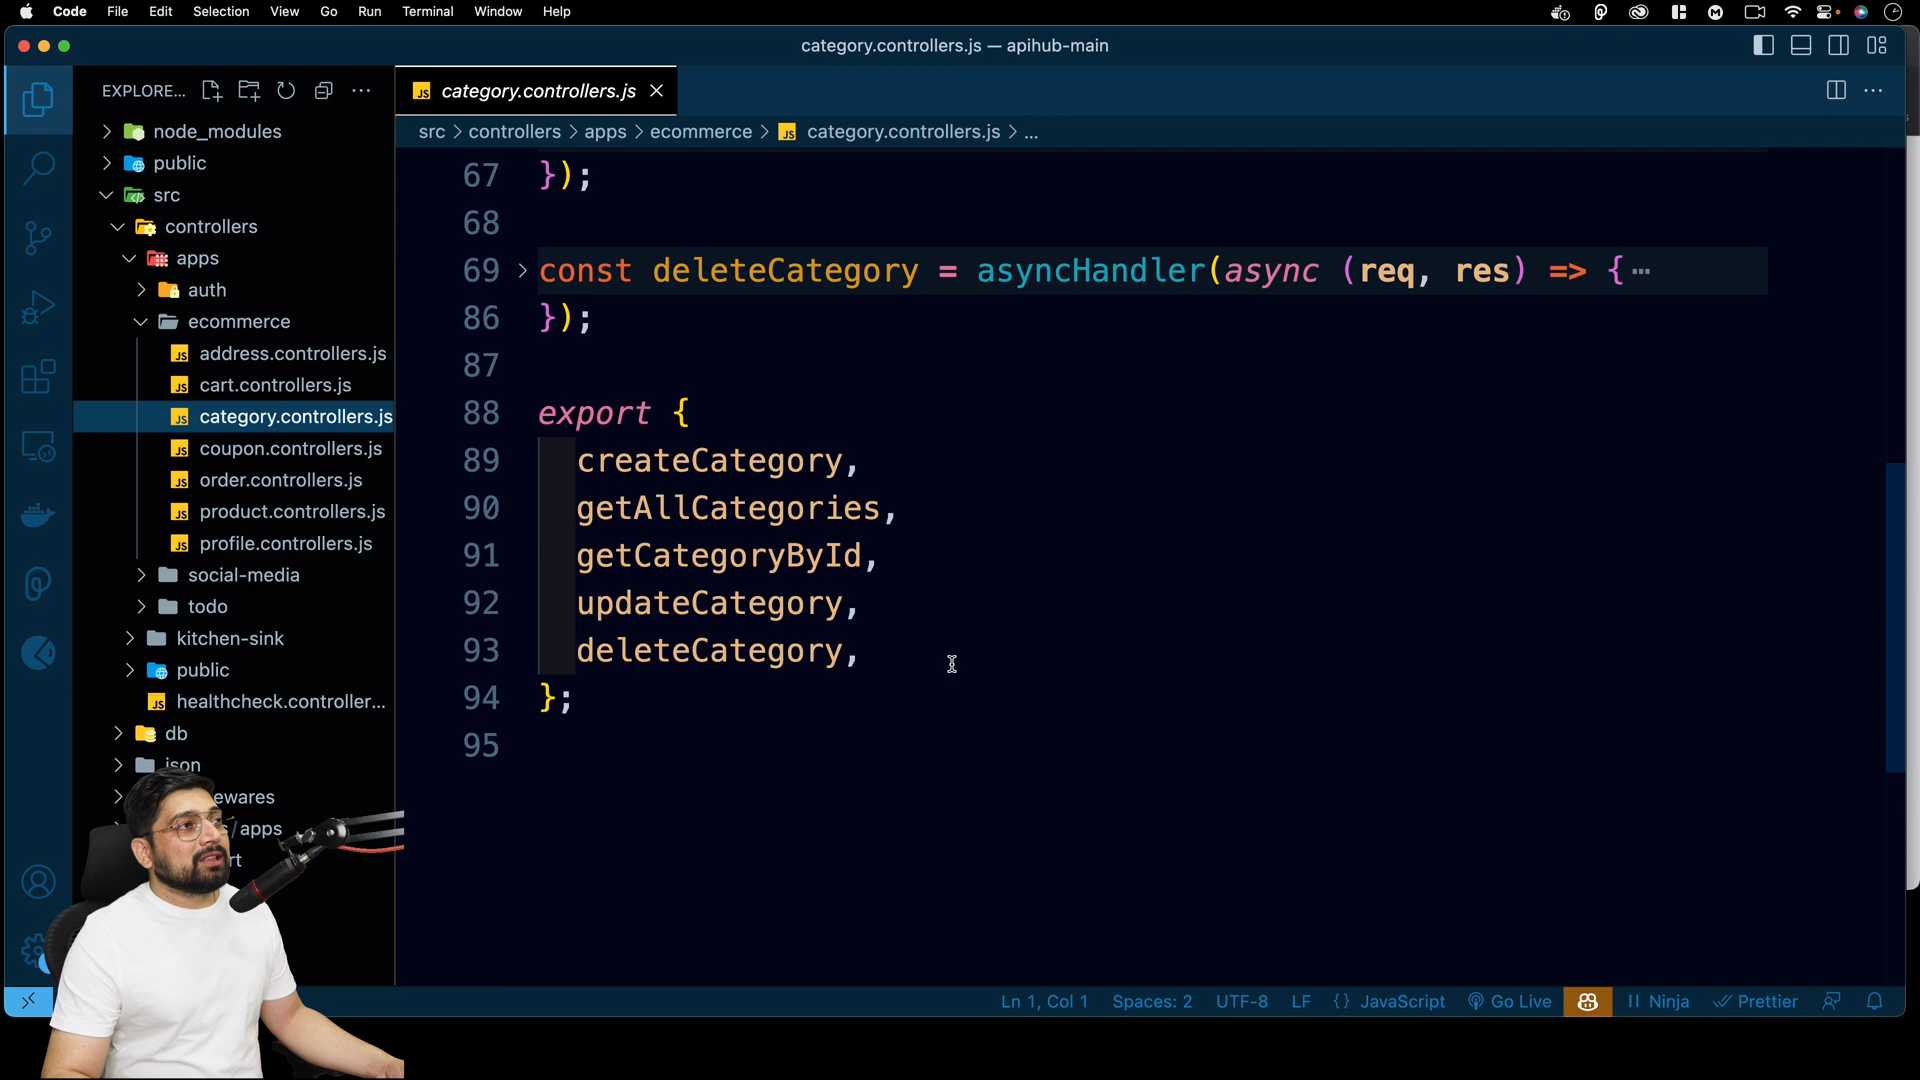 Code File Edit Selection View Go Run Terminal Window Help
category.controllers.js — apihub-main
EXPLORE...
node_modules
public
src
controllers
apps
auth
ecommerce
JS address.controllers.js
JS cart.controllers.js
JS category.controllers.js
JS coupon.controllers.js
JS order.controllers.js
JS product.controllers.js
JS profile.controllers.js
social-media
todo
kitchen-sink
public
JS healthcheck.controller...
db
json
ewares
/apps
rt
JS category.controllers.js
src > controllers > apps > ecommerce > JS category.controllers.js > ...
67 });
68
69 const deleteCategory = asyncHandler(async (req, res) => {…
86 });
87
88 export {
89 createCategory,
90 getAllCategories,
91 getCategoryById,
92 updateCategory,
93 deleteCategory,
94 };
95
Ln 1, Col 1 Spaces: 2 UTF-8 LF {} JavaScript Go Live Ninja Prettier